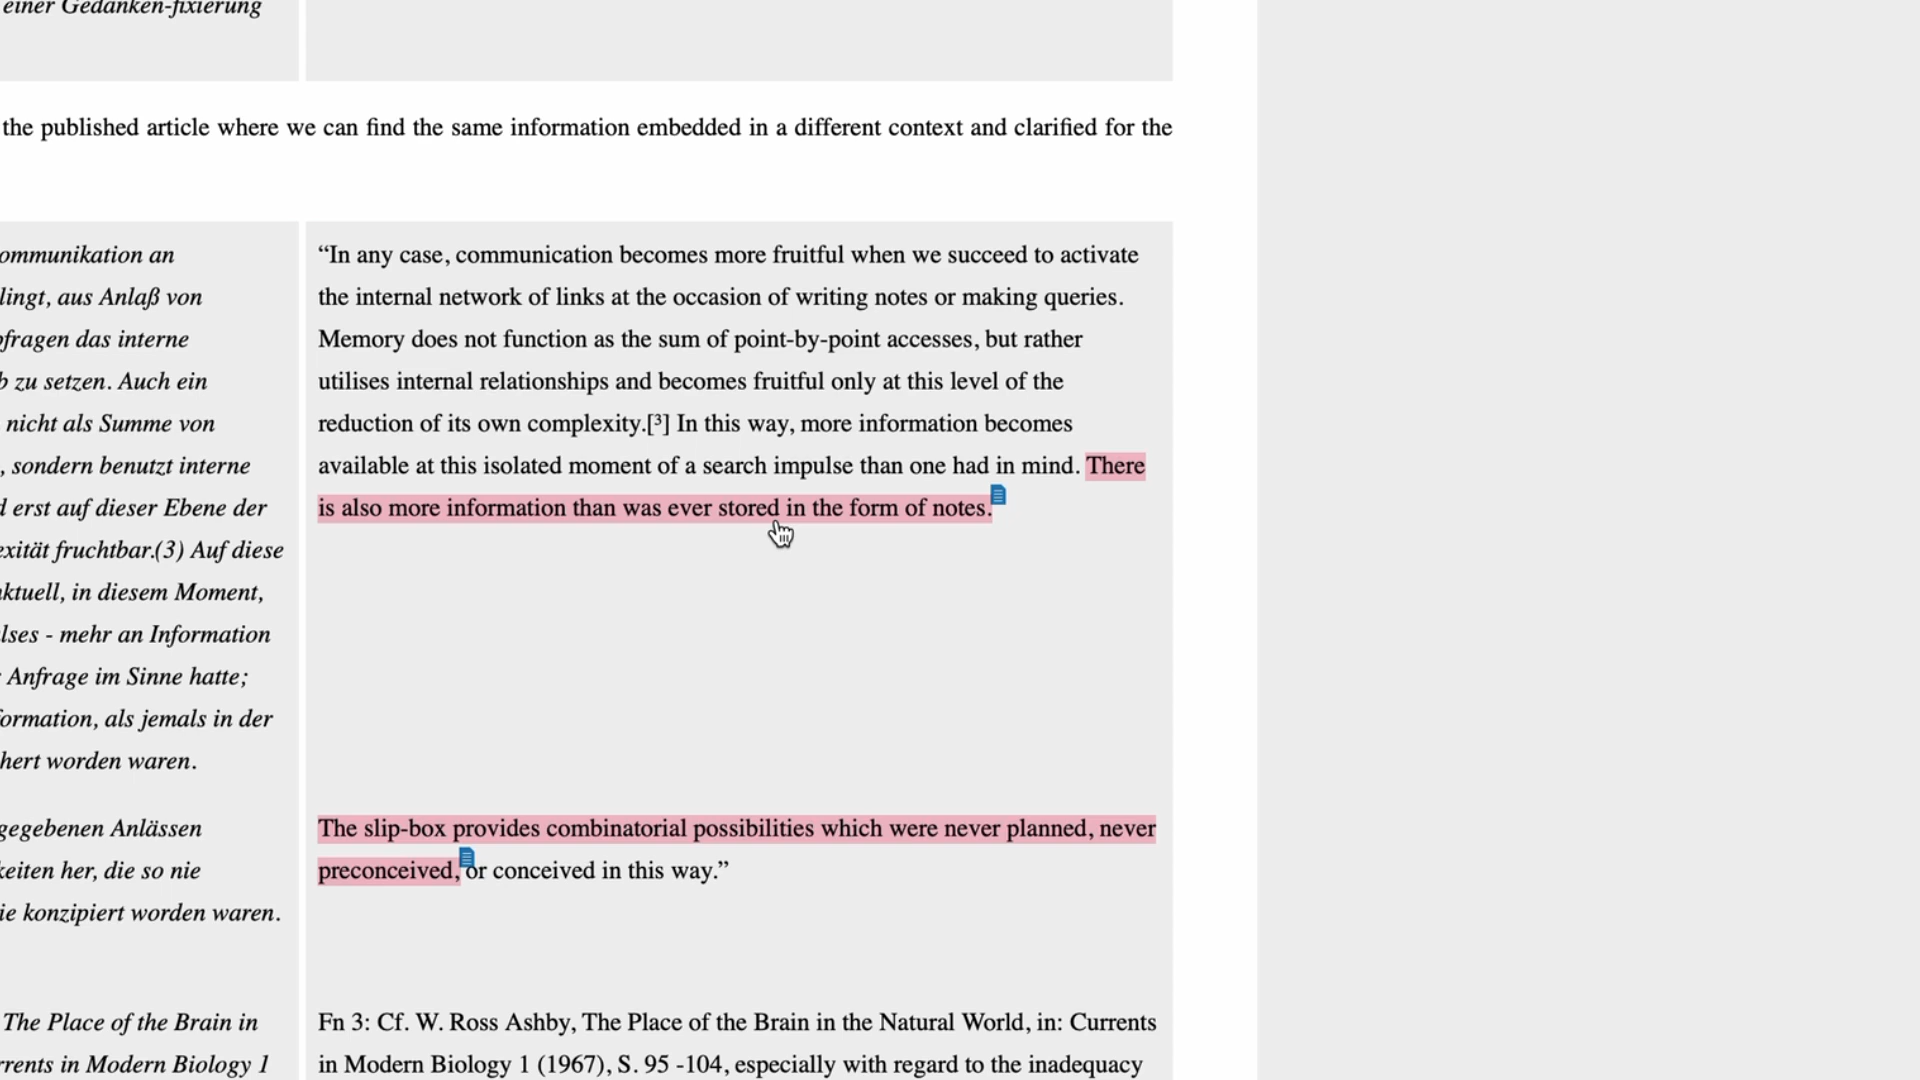 einer Gedanken-fixierung
the published article where we can find the same information embedded in a different context and clarified for the
ommunikation an
lingt, aus Anlaß von
fragen das interne
zu setzen. Auch ein
nicht als Summe von
, sondern benutzt interne
erst auf dieser Ebene der
exität fruchtbar.(3) Auf diese
ktuell, in diesem Moment,
lses - mehr an Information
Anfrage im Sinne hatte;
formation, als jemals in der
hert worden waren.
gegebenen Anlässen
keiten her, die so nie
ie konzipiert worden waren.
The Place of the Brain in
rrents in Modern Biology 1
“In any case, communication becomes more fruitful when we succeed to activate
the internal network of links at the occasion of writing notes or making queries.
Memory does not function as the sum of point-by-point accesses, but rather
utilises internal relationships and becomes fruitful only at this level of the
reduction of its own complexity.[³] In this way, more information becomes
available at this isolated moment of a search impulse than one had in mind. There
is also more information than was ever stored in the form of notes.
The slip-box provides combinatorial possibilities which were never planned, never
preconceived, or conceived in this way.”
Fn 3: Cf. W. Ross Ashby, The Place of the Brain in the Natural World, in: Currents
in Modern Biology 1 (1967), S. 95 -104, especially with regard to the inadequacy